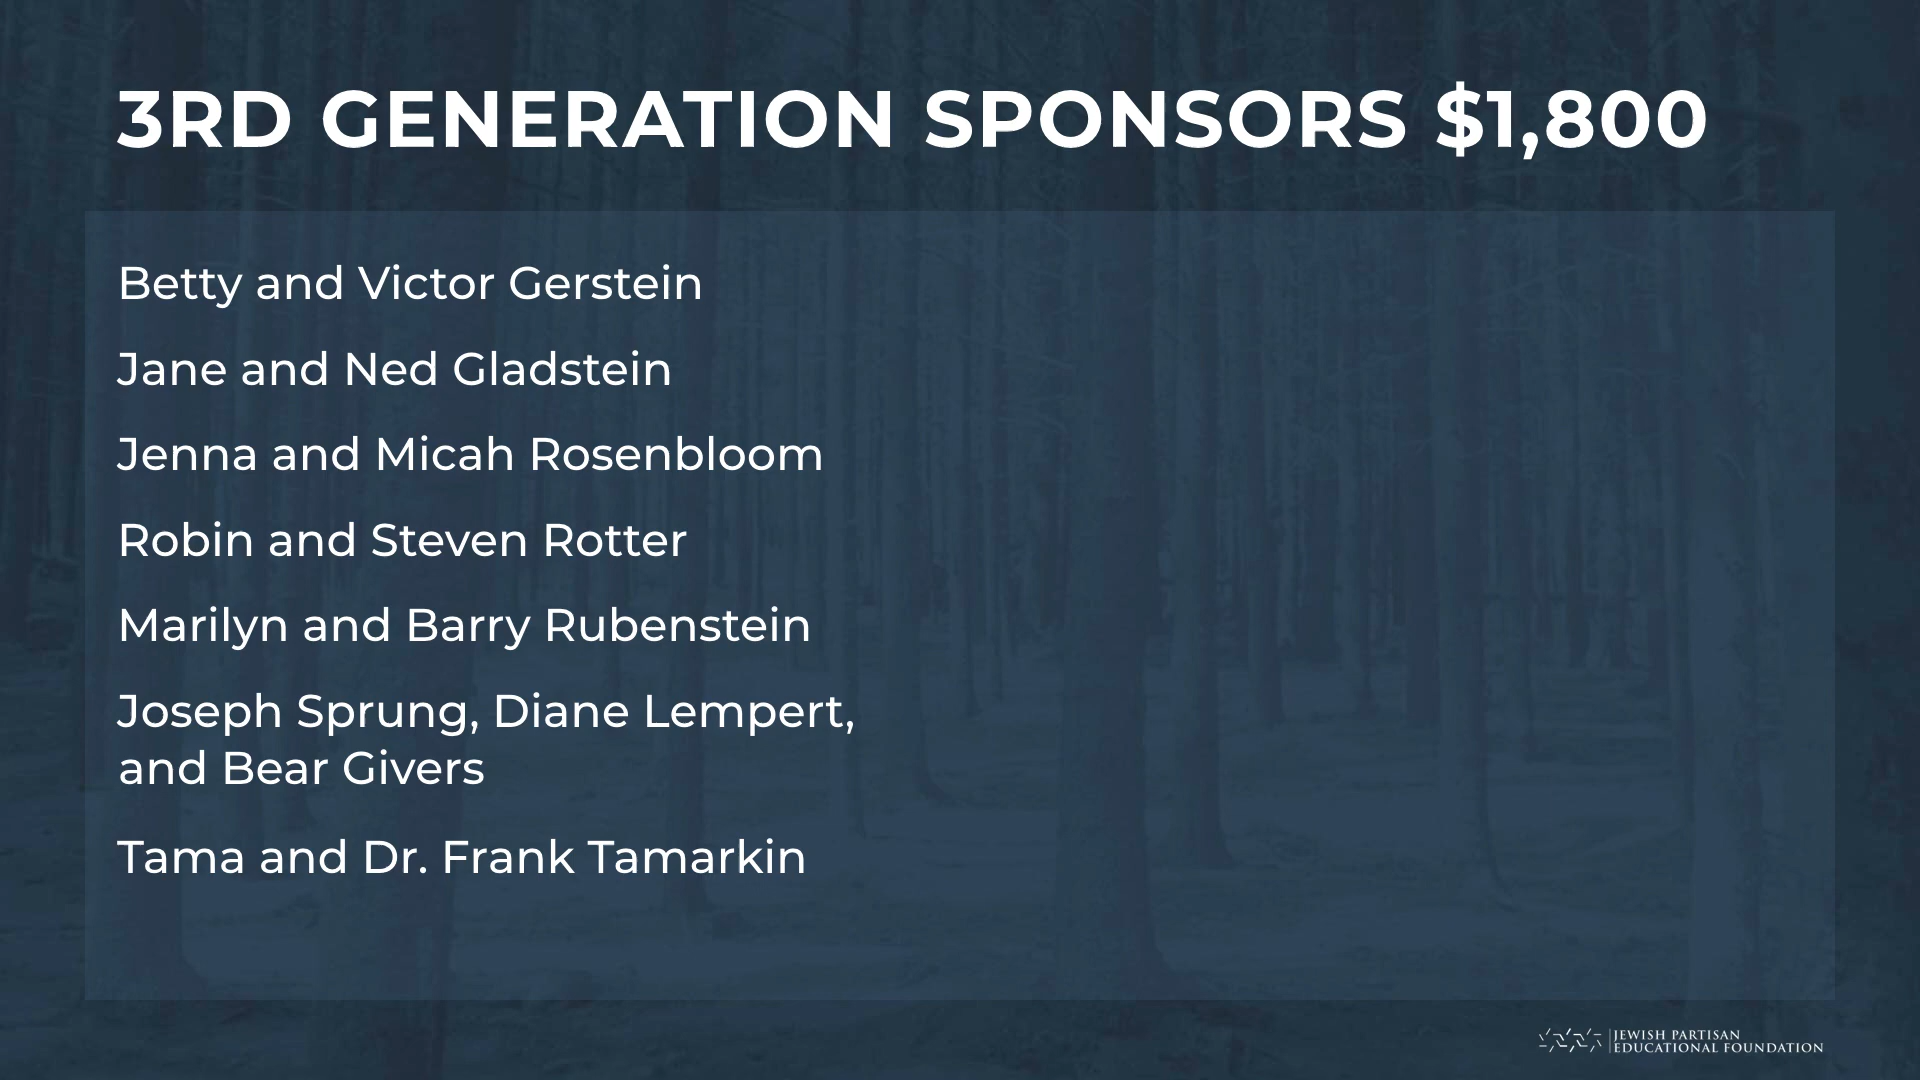 3RD GENERATION SPONSORS $1,800
Betty and Victor Gerstein
Jane and Ned Gladstein
Jenna and Micah Rosenbloom
Robin and Steven Rotter
Marilyn and Barry Rubenstein
Joseph Sprung, Diane Lempert,
and Bear Givers
Tama and Dr. Frank Tamarkin
JEWISH PARTISAN
EDUCATIONAL FOUNDATION